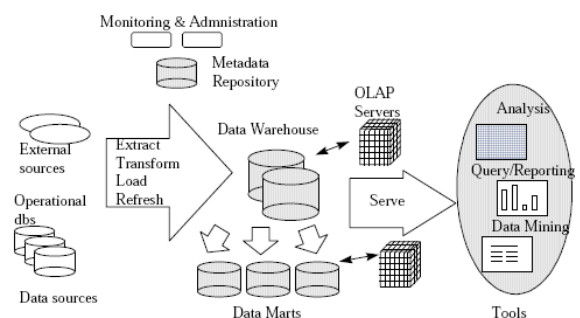 Monitoring & Admnistration
Metadata
Repository
External
sources
Extract
Transform
Load
Refresh
Operational
dbs
Data sources
Data Warehouse
OLAP
Servers
Serve
Data Marts
Analysis
Query/Reporting
Data Mining
Tools